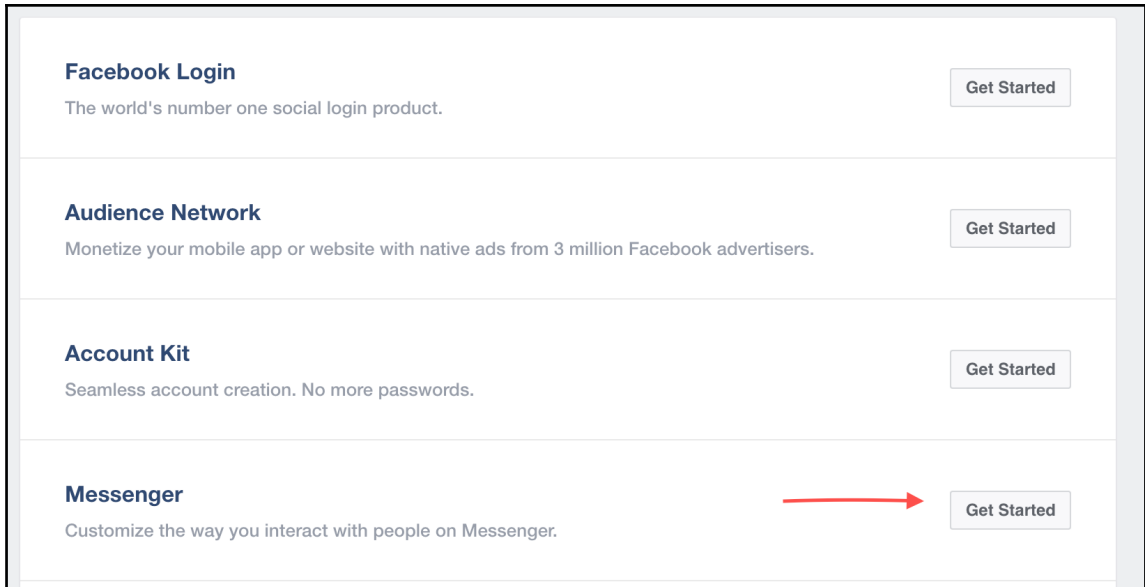 Facebook Login
The world's number one social login product.
Get Started
Audience Network
Monetize your mobile app or website with native ads from 3 million Facebook advertisers.
Get Started
Account Kit
Seamless account creation. No more passwords.
Get Started
Messenger
Customize the way you interact with people on Messenger.
Get Started